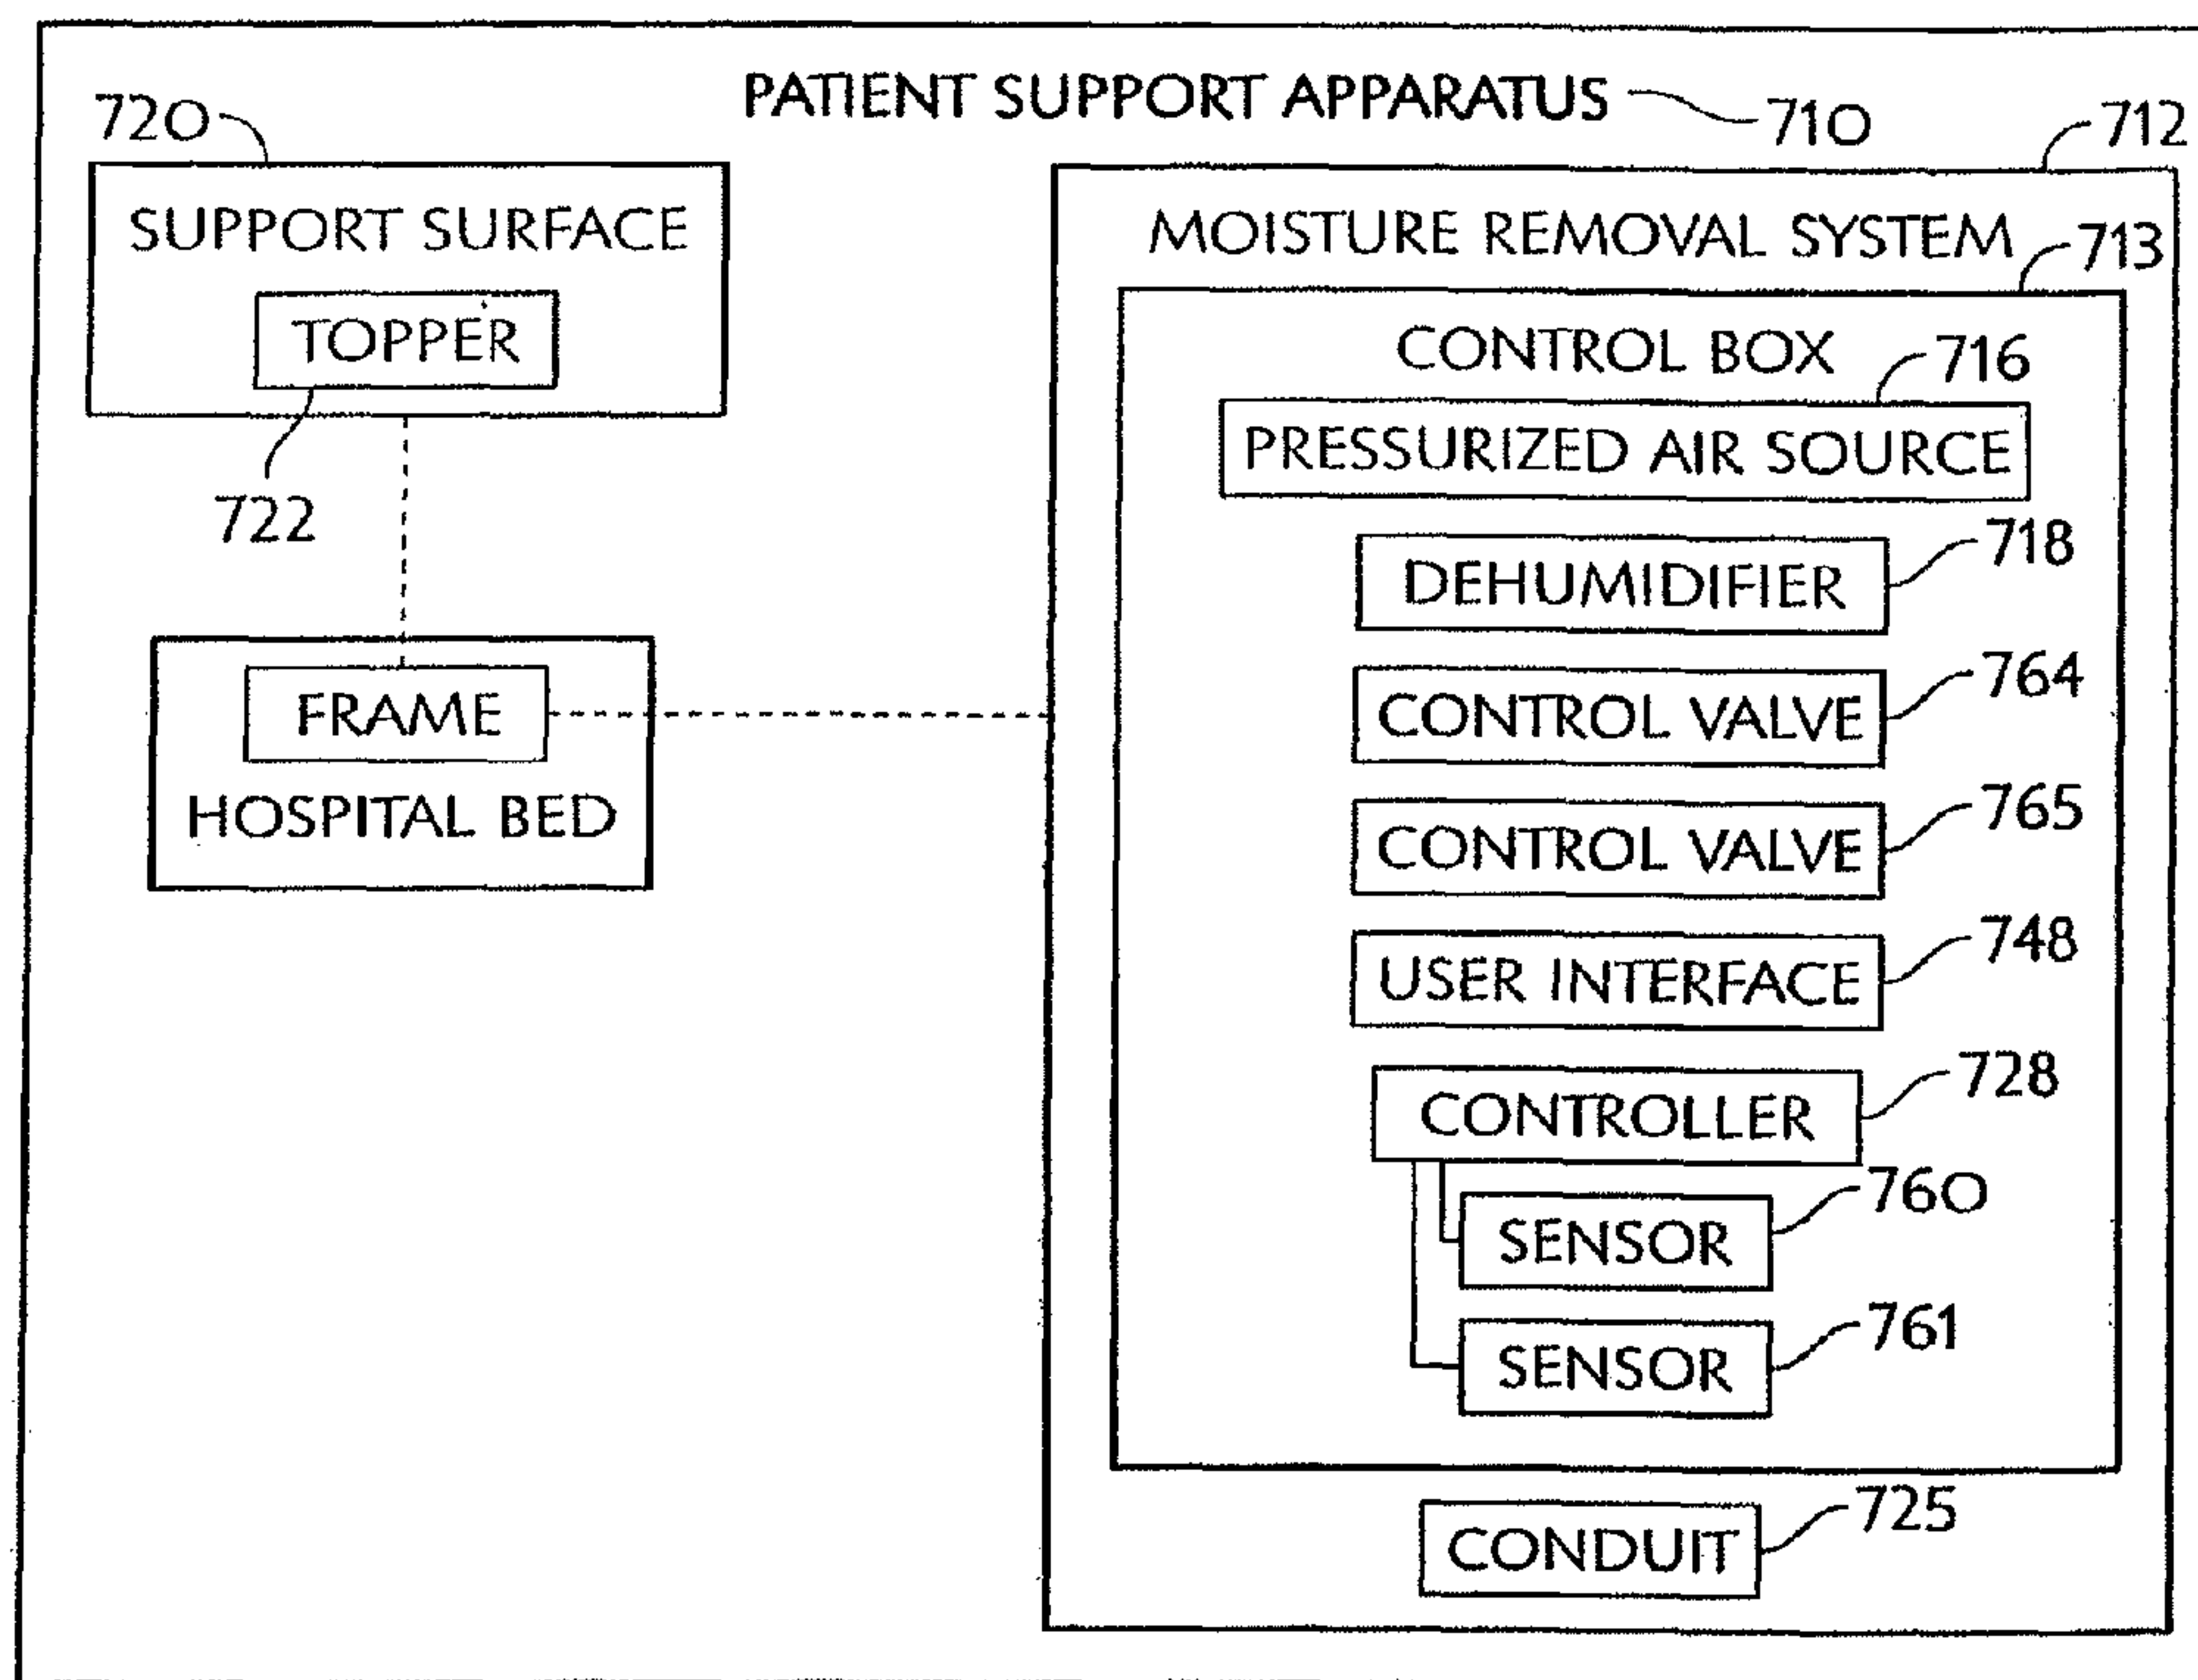 PATIENT SUPPORT APPARATUS 710
720
712
SUPPORT SURFACE
TOPPER
722
FRAME
HOSPITAL BED
MOISTURE REMOVAL SYSTEM
713
CONTROL BOX
716
PRESSURIZED AIR SOURCE
718
DEHUMIDIFIER
764
CONTROL VALVE
765
CONTROL VALVE
748
USER INTERFACE
728
CONTROLLER
760
SENSOR
761
SENSOR
725
CONDUIT